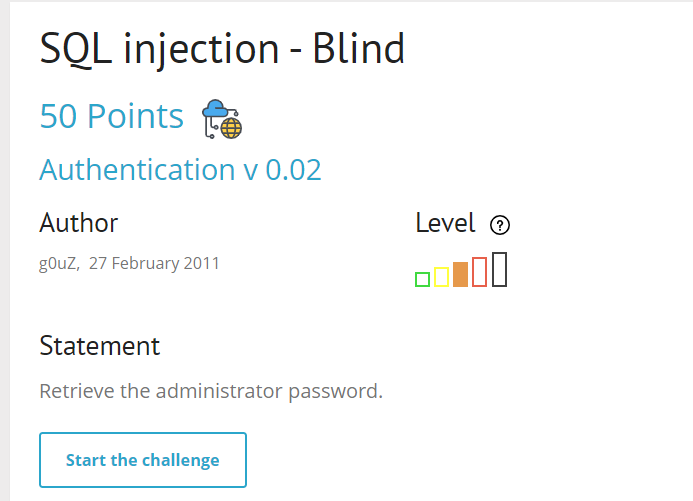 SQL injection - Blind
50 Points
Authentication v 0.02
Author
Level ?
g0uZ, 27 February 2011
Statement
Retrieve the administrator password.
Start the challenge